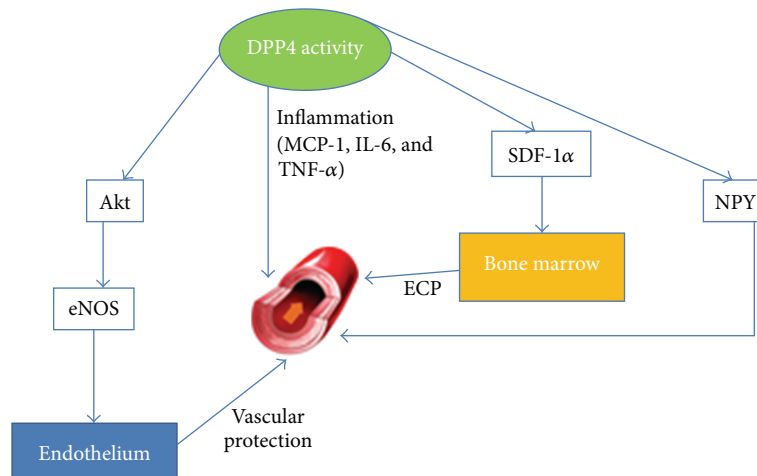 DPP4 activity
Inflammation
(MCP-1, IL-6, and
TNF-α)
SDF-1α
Akt
NPY
Bone marrow
ECP
eNOS
Vascular
protection
Endothelium